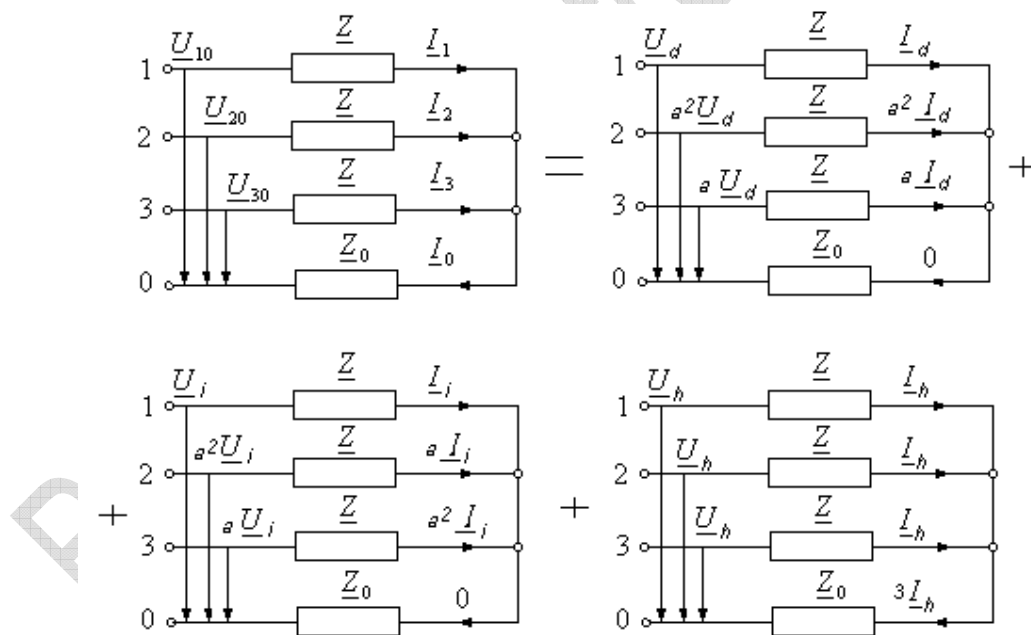 U10 Z I1
1
U20 Z I2
2
U30 Z I3
3
Z0 I0
0
=
Ud Z Id
1
a²Ud Z a² Id
2
a Ud Z a Id
3
Z0 0
0
+
+
Ui Z Ii
1
a²Ui Z a Ii
2
a Ui Z a² Ii
3
Z0 0
0
+
Uh Z Ih
1
Uh Z Ih
2
Uh Z Ih
3
Z0 3Ih
0